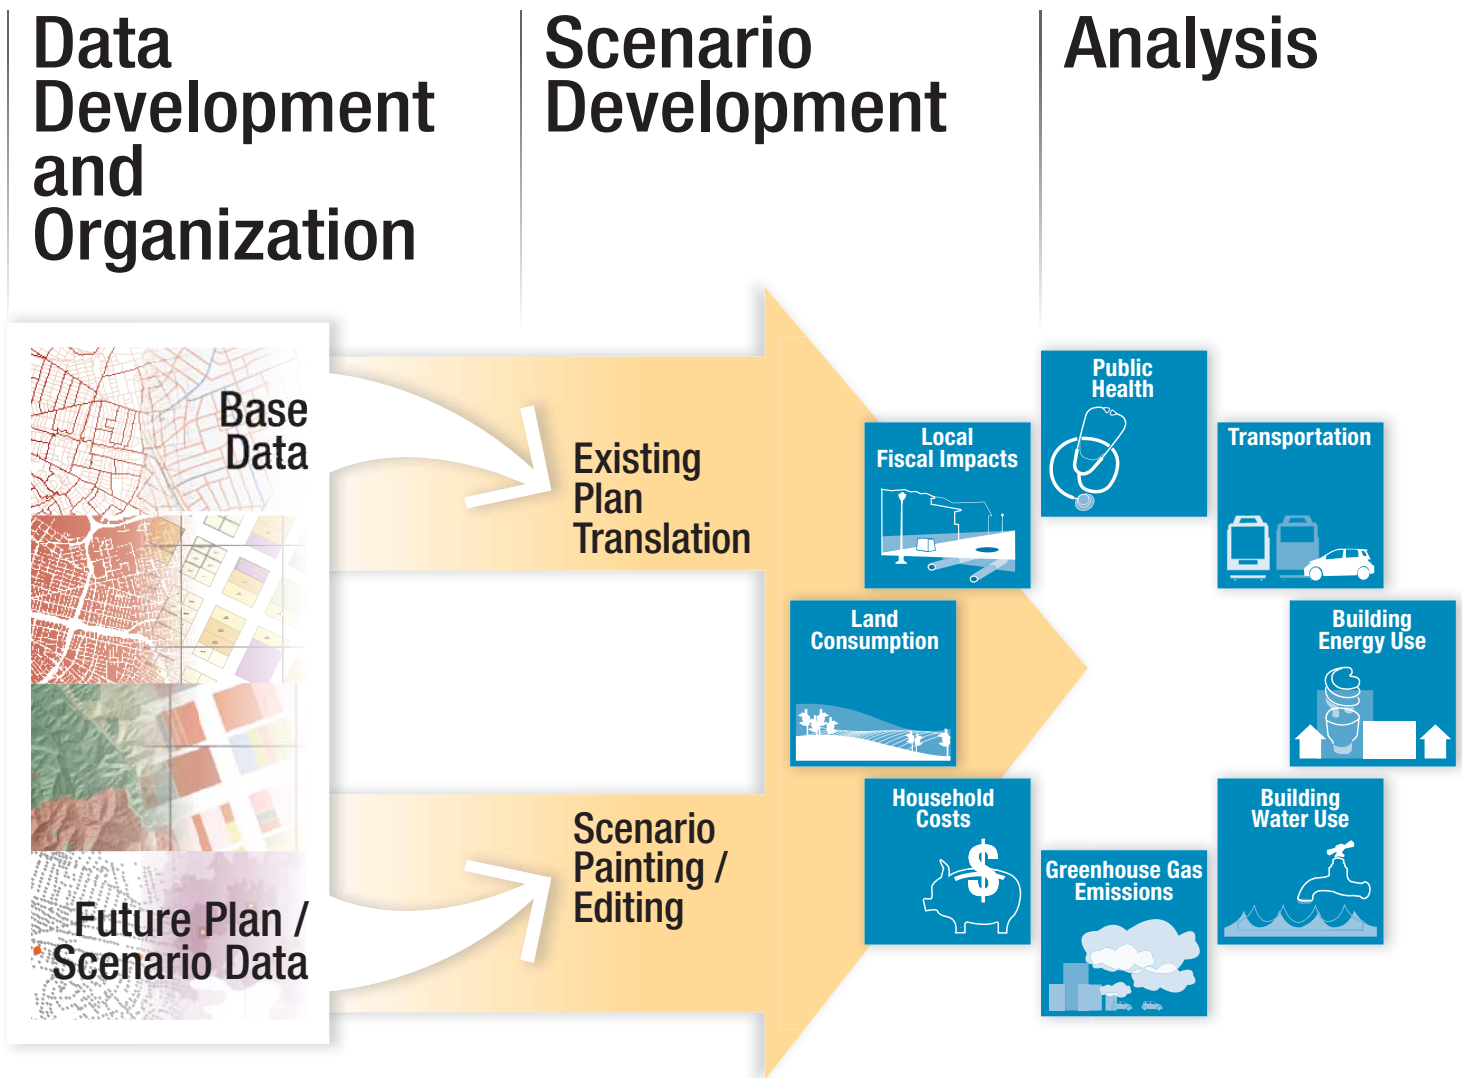 Data
Development
and
Organization
Scenario
Development
Analysis
Base
Data
Future Plan /
Scenario Data
Existing
Plan
Translation
Scenario
Painting /
Editing
Public
Health
Local
Fiscal Impacts
Transportation
Land
Consumption
Building
Energy Use
Household
Costs
$
Building
Water Use
Greenhouse Gas
Emissions